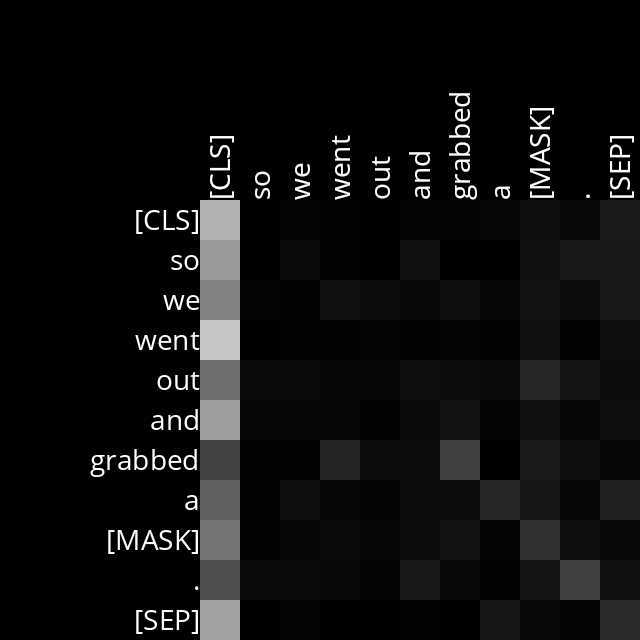 [CLS] so we went out and grabbed a [MASK] . [SEP]
[CLS]
so
we
went
out
and
grabbed
a
[MASK]
.
[SEP]